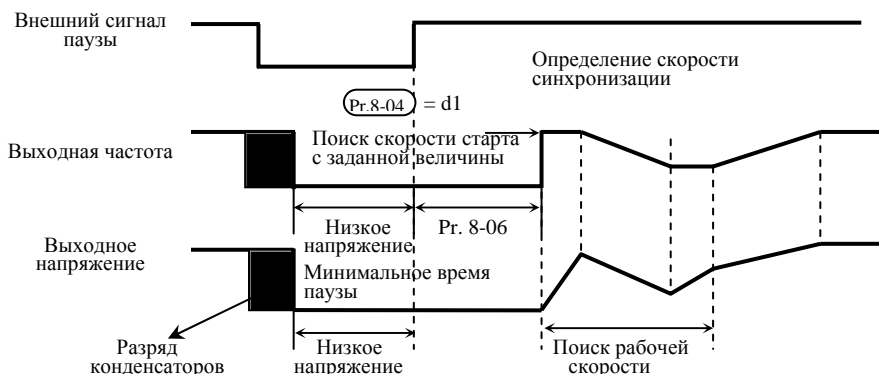 Внешний сигнал
паузы
Определение скорости
синхронизации
Pr.8-04 = d1
Поиск скорости старта
с заданной величины
Выходная частота
Низкое
напряжение
Pr. 8-06
Выходное
напряжение
Минимальное время
паузы
Разряд
конденсаторов
Низкое
напряжение
Поиск рабочей
скорости